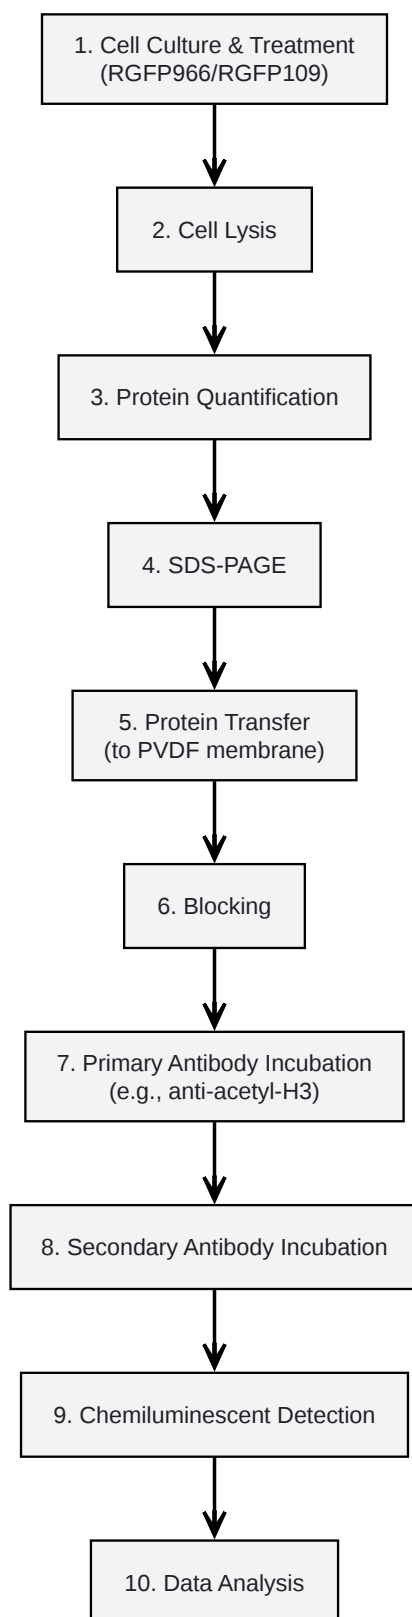 1. Cell Culture & Treatment
(RGFP966/RGFP109)
2. Cell Lysis
3. Protein Quantification
4. SDS-PAGE
5. Protein Transfer
(to PVDF membrane)
6. Blocking
7. Primary Antibody Incubation
(e.g., anti-acetyl-H3)
8. Secondary Antibody Incubation
9. Chemiluminescent Detection
10. Data Analysis